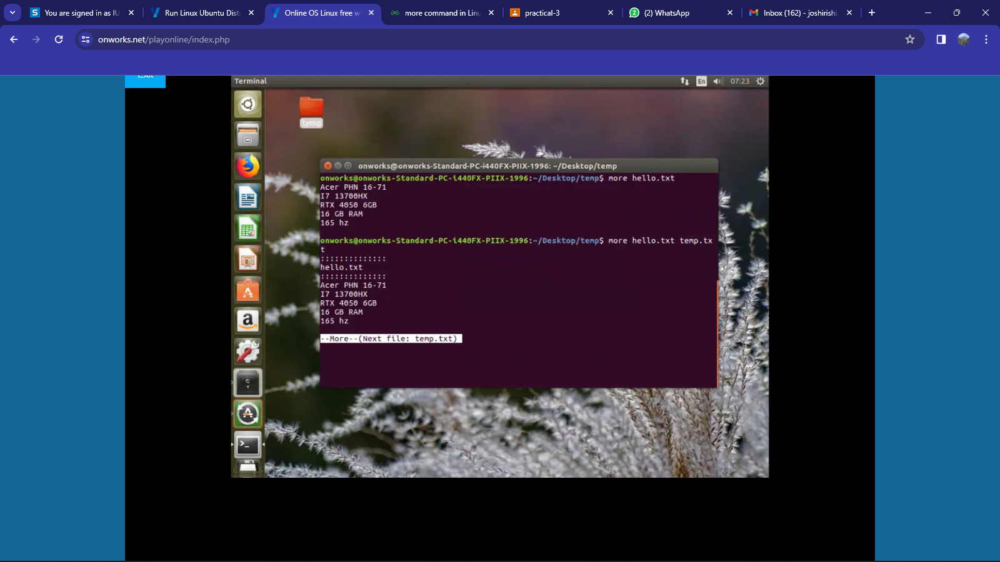 You are signed in as IU
Run Linux Ubuntu Dist
Online OS Linux free w
more command in Linu
practical-3
(2) WhatsApp
Inbox (162) - joshirishi
onworks.net/playonline/index.php
Exit
Terminal
En
07:23
temp
onworks@onworks-Standard-PC-i440FX-PIIX-1996: ~/Desktop/temp
onworks@onworks-Standard-PC-i440FX-PIIX-1996:~/Desktop/temp$ more hello.txt
Acer PHN 16-71
I7 13700HX
RTX 4050 6GB
16 GB RAM
165 hz
onworks@onworks-Standard-PC-i440FX-PIIX-1996:~/Desktop/temp$ more hello.txt temp.tx
t
::::::::::::::
hello.txt
::::::::::::::
Acer PHN 16-71
I7 13700HX
RTX 4050 6GB
16 GB RAM
165 hz
--More--(Next file: temp.txt)